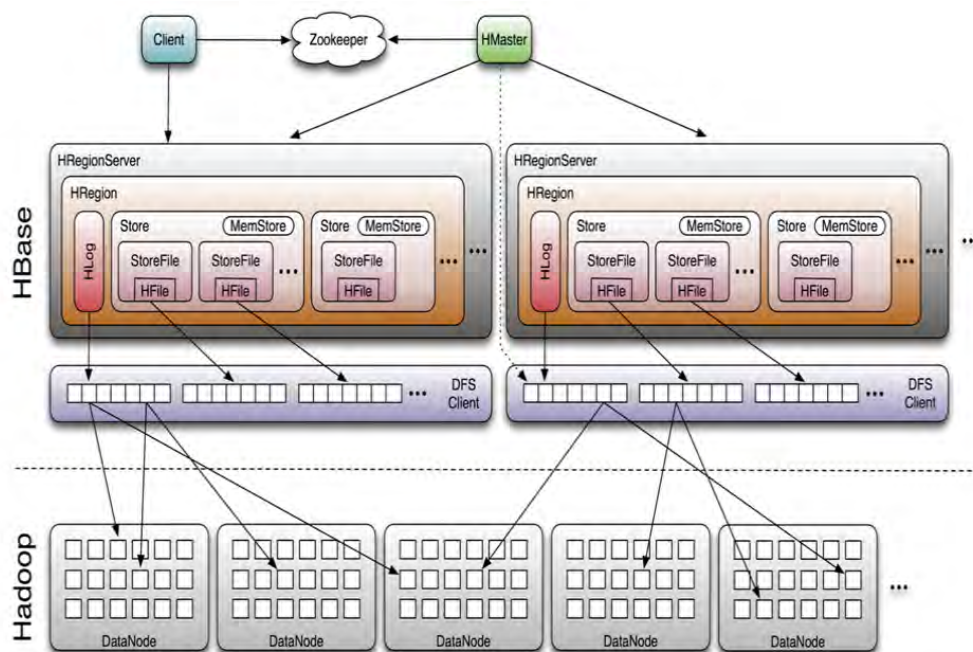 Client
Zookeeper
HMaster
HBase
HRegionServer
HRegion
HLog
Store
MemStore
StoreFile
HFile
StoreFile
HFile
...
Store
MemStore
StoreFile
HFile
...
...
HRegionServer
HRegion
HLog
Store
MemStore
StoreFile
HFile
StoreFile
HFile
...
Store
MemStore
StoreFile
HFile
...
...
...
...
DFS
Client
...
DFS
Client
Hadoop
DataNode
DataNode
DataNode
DataNode
DataNode
...